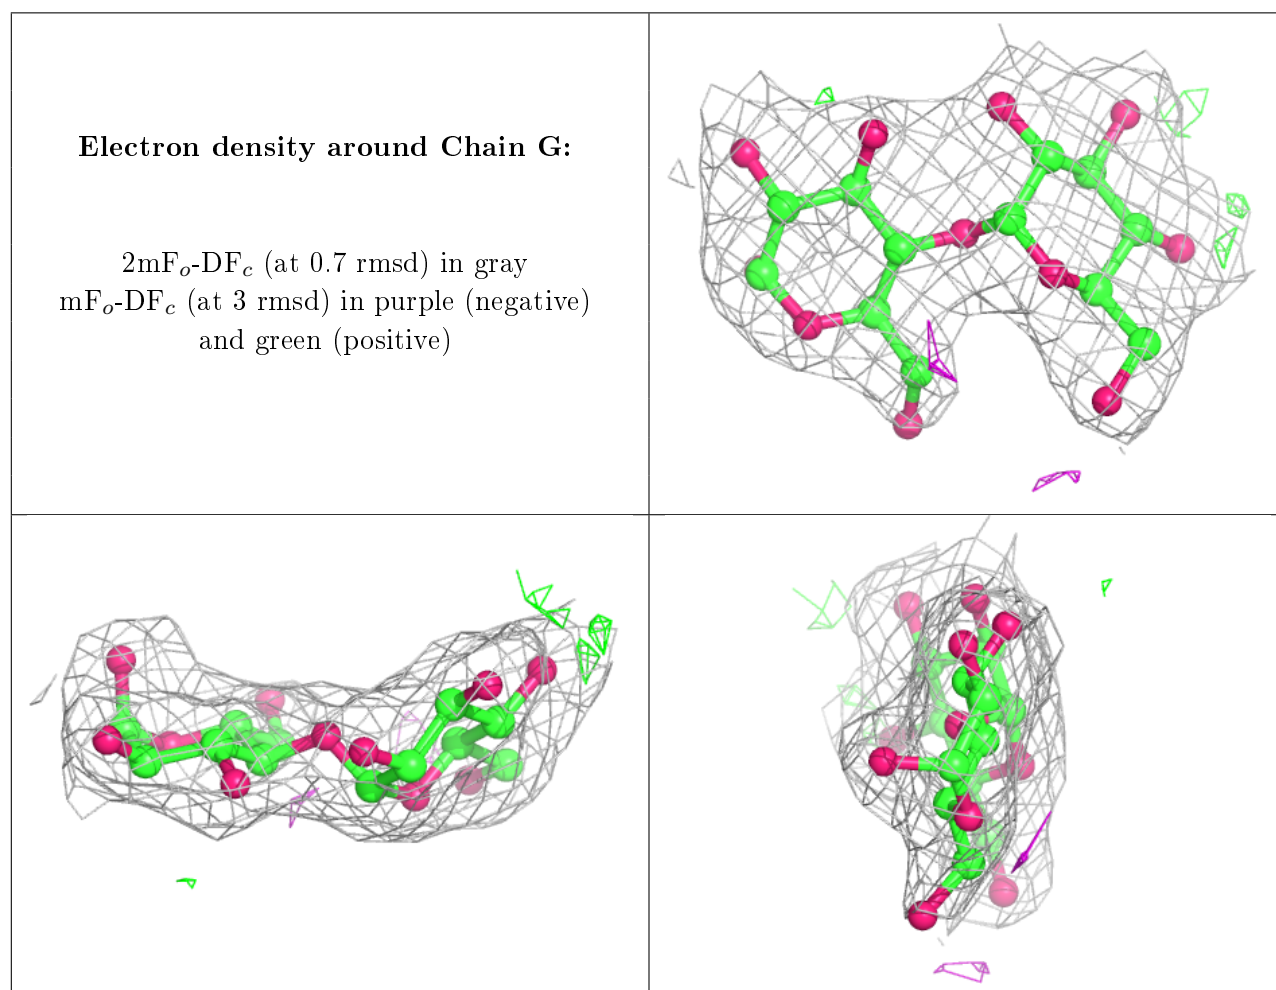 Electron density around Chain G:
2mFₒ-DF𝑐 (at 0.7 rmsd) in gray
mFₒ-DF𝑐 (at 3 rmsd) in purple (negative)
and green (positive)